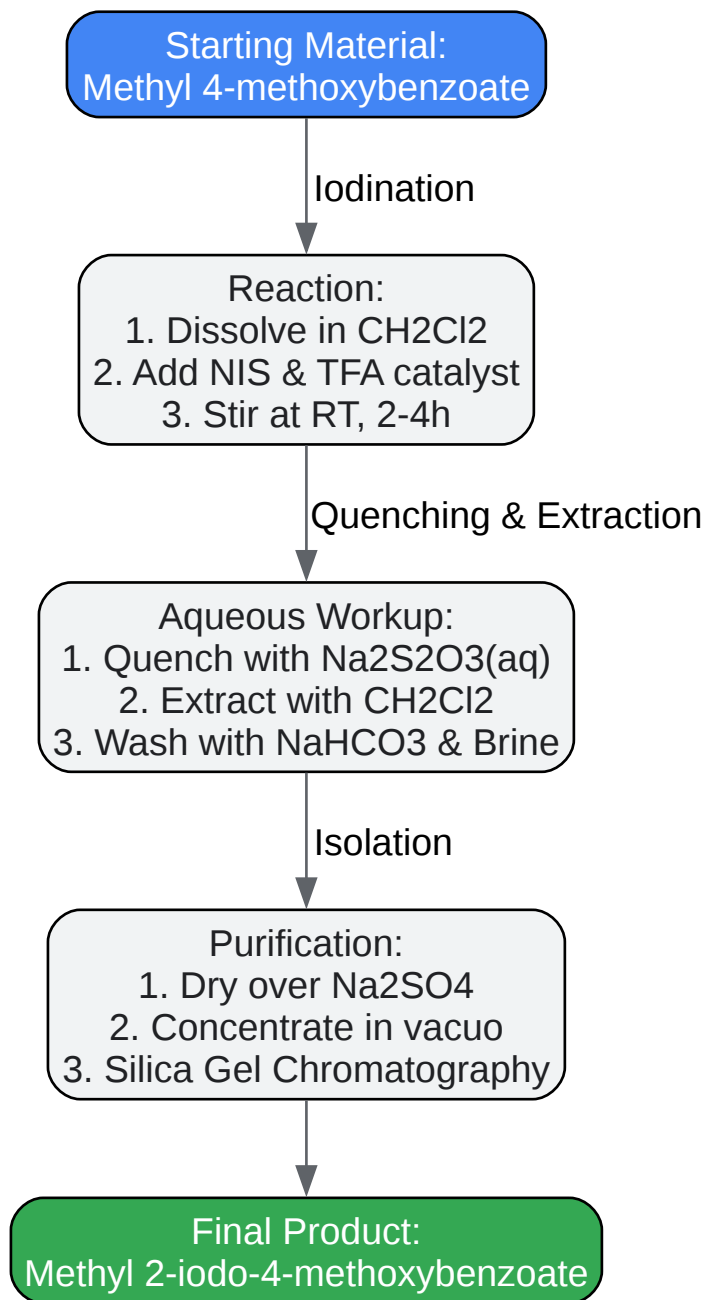 Starting Material:
Methyl 4-methoxybenzoate
Iodination
Reaction:
1. Dissolve in CH2Cl2
2. Add NIS & TFA catalyst
3. Stir at RT, 2-4h
Quenching & Extraction
Aqueous Workup:
1. Quench with Na2S2O3(aq)
2. Extract with CH2Cl2
3. Wash with NaHCO3 & Brine
Isolation
Purification:
1. Dry over Na2SO4
2. Concentrate in vacuo
3. Silica Gel Chromatography
Final Product:
Methyl 2-iodo-4-methoxybenzoate